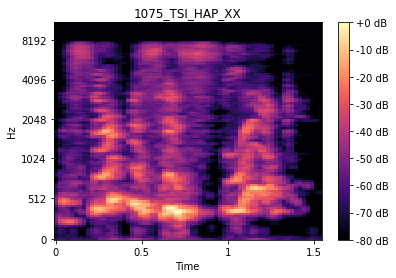 1075_TSI_HAP_XX
+0 dB
8192
-10 dB
4096
-20 dB
-30 dB
2048
Hz
-40 dB
1024
-50 dB
512
-60 dB
-70 dB
0
-80 dB
0
0.5
1
1.5
Time